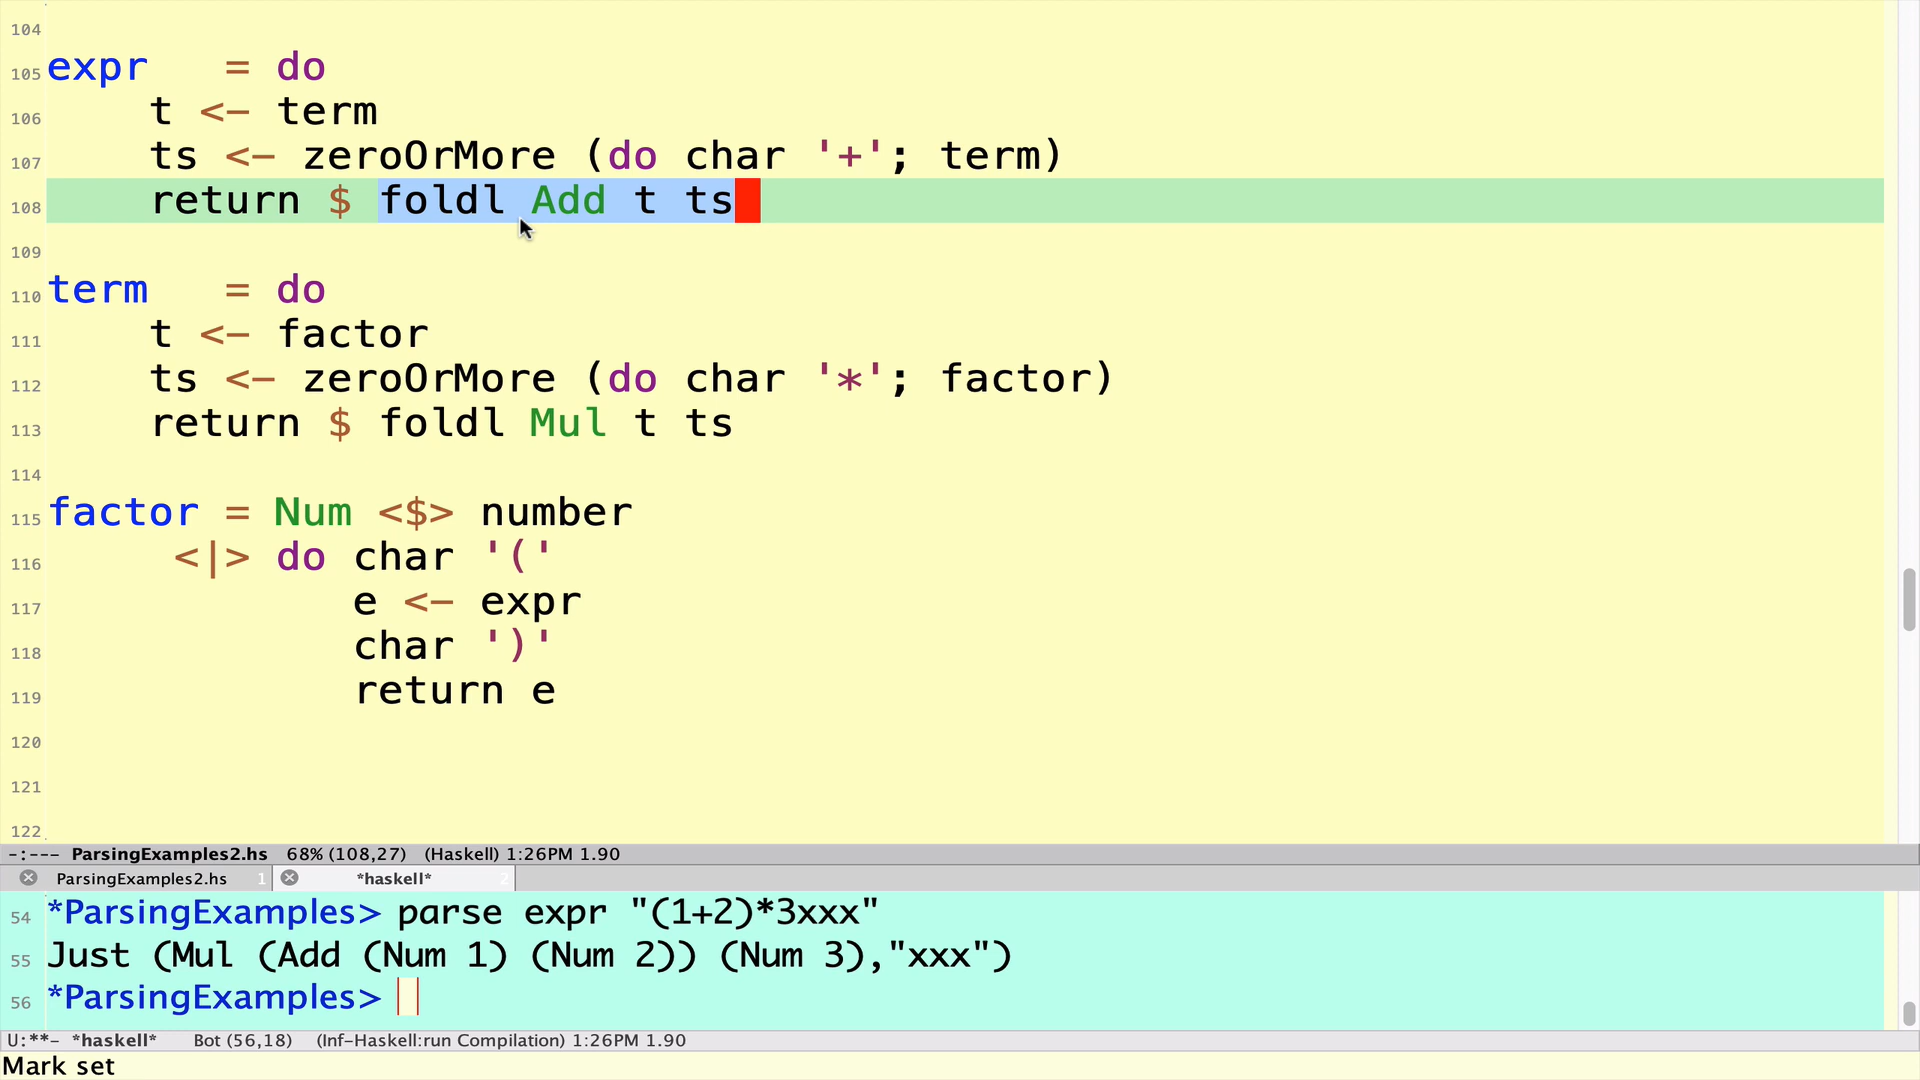 104
105 expr   = do
106     t <- term
107     ts <- zeroOrMore (do char '+'; term)
108     return $ foldl Add t ts
109
110 term   = do
111     t <- factor
112     ts <- zeroOrMore (do char '*'; factor)
113     return $ foldl Mul t ts
114
115 factor = Num <$> number
116      <|> do char '('
117             e <- expr
118             char ')'
119             return e
120
121
122
-:---  ParsingExamples2.hs   68% (108,27)   (Haskell) 1:26PM 1.90
ParsingExamples2.hs 1 *haskell* 2
54 *ParsingExamples> parse expr "(1+2)*3xxx"
55 Just (Mul (Add (Num 1) (Num 2)) (Num 3),"xxx")
56 *ParsingExamples>
U:**-  *haskell*   Bot (56,18)   (Inf-Haskell:run Compilation) 1:26PM 1.90
Mark set